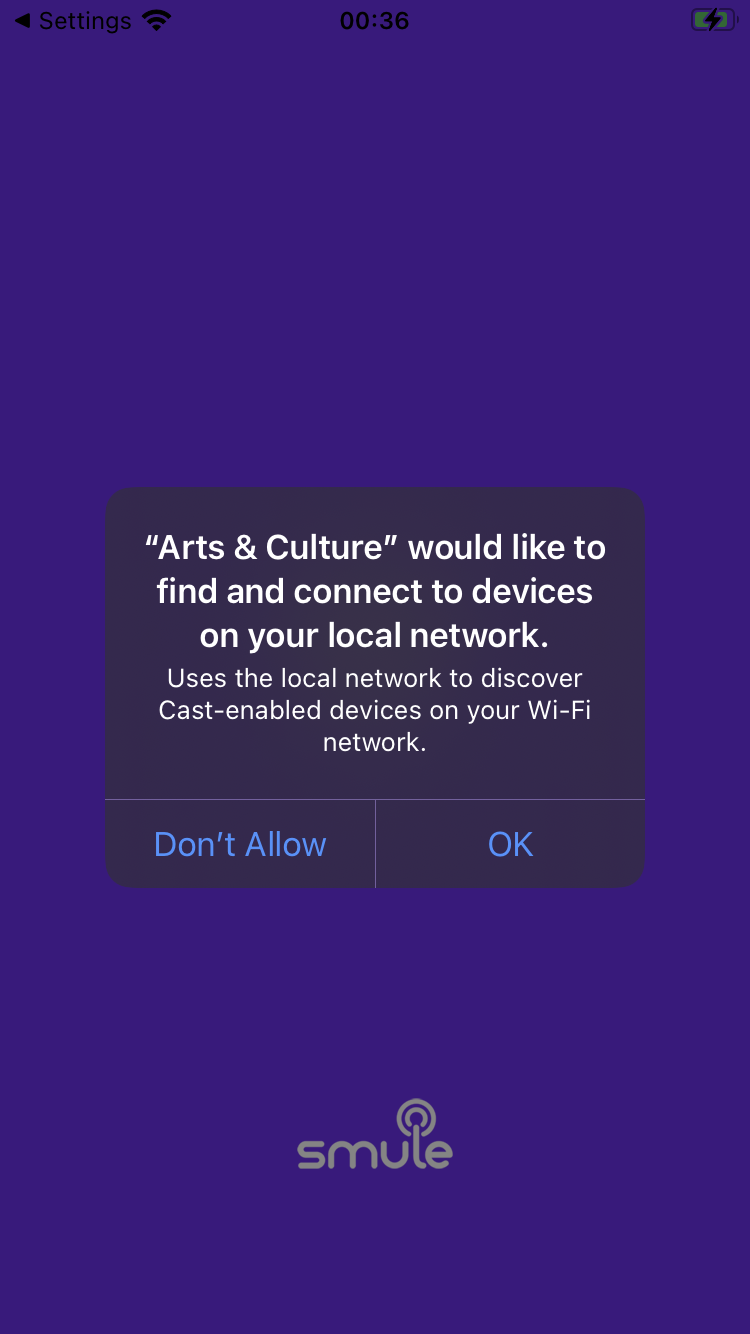 Settings
00:36
“Arts & Culture” would like to
find and connect to devices
on your local network.
Uses the local network to discover
Cast-enabled devices on your Wi-Fi
network.
Don’t Allow
OK
smule